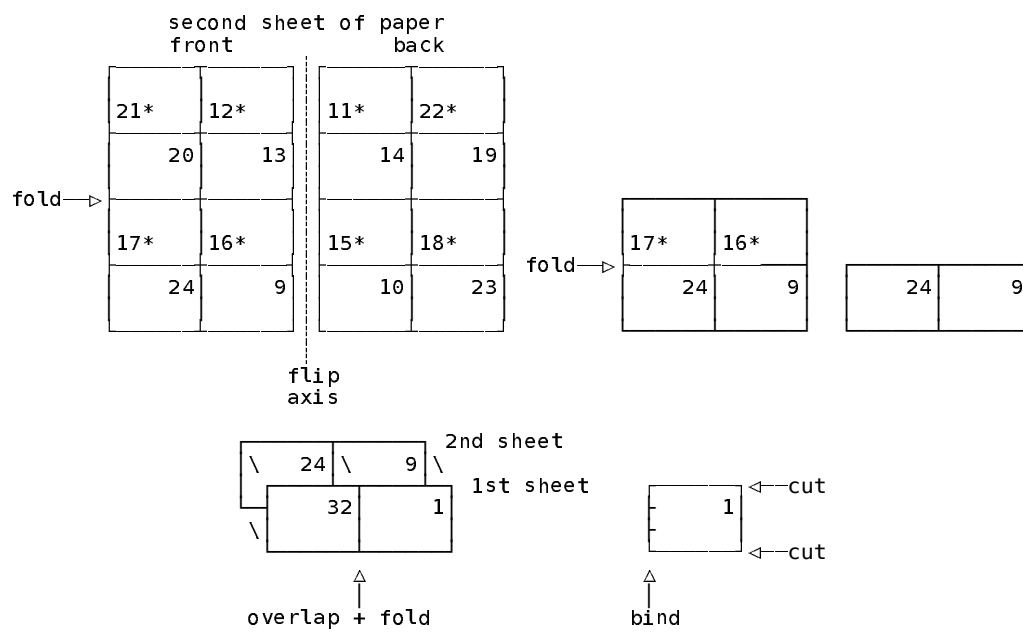 second sheet of paper
front back
21* 12* 11* 22*
20 13 14 19
fold
17* 16* 15* 18* 17* 16*
fold
24 9 10 23 24 9 24 9
flip
axis
2nd sheet
\ 24 \ 9 \
1st sheet cut
32 1 1
\
cut
overlap + fold bind